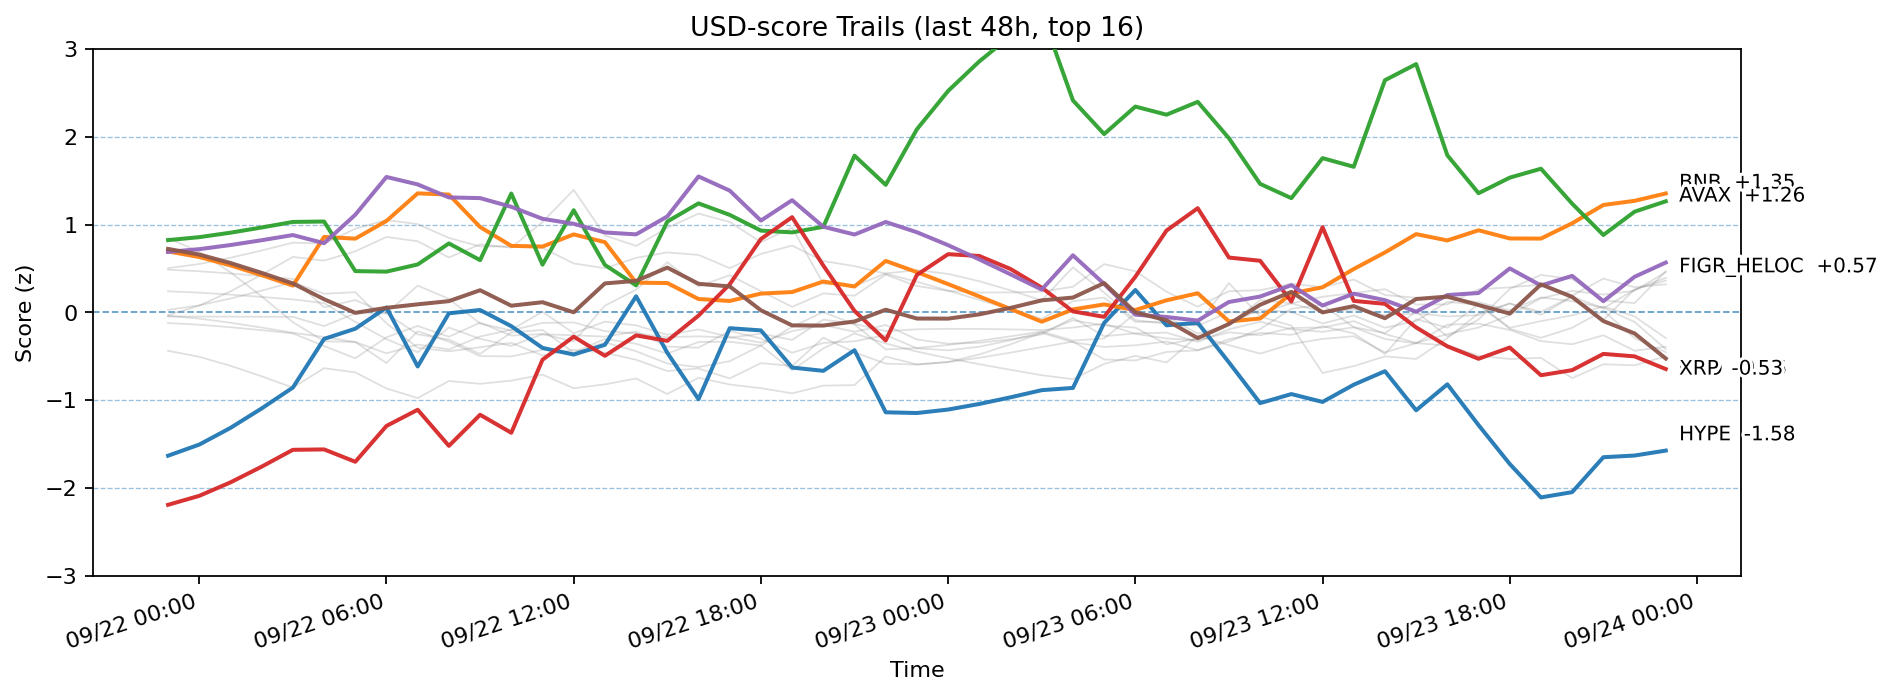 USD-score Trails (last 48h, top 16)
Score (z)
3
2
1
0
−1
−2
−3
BNB +1.35
AVAX +1.26
FIGR_HELOC +0.57
XRP -0.53
HYPE -1.58
09/22 00:00
09/22 06:00
09/22 12:00
09/22 18:00
09/23 00:00
09/23 06:00
09/23 12:00
09/23 18:00
09/24 00:00
Time